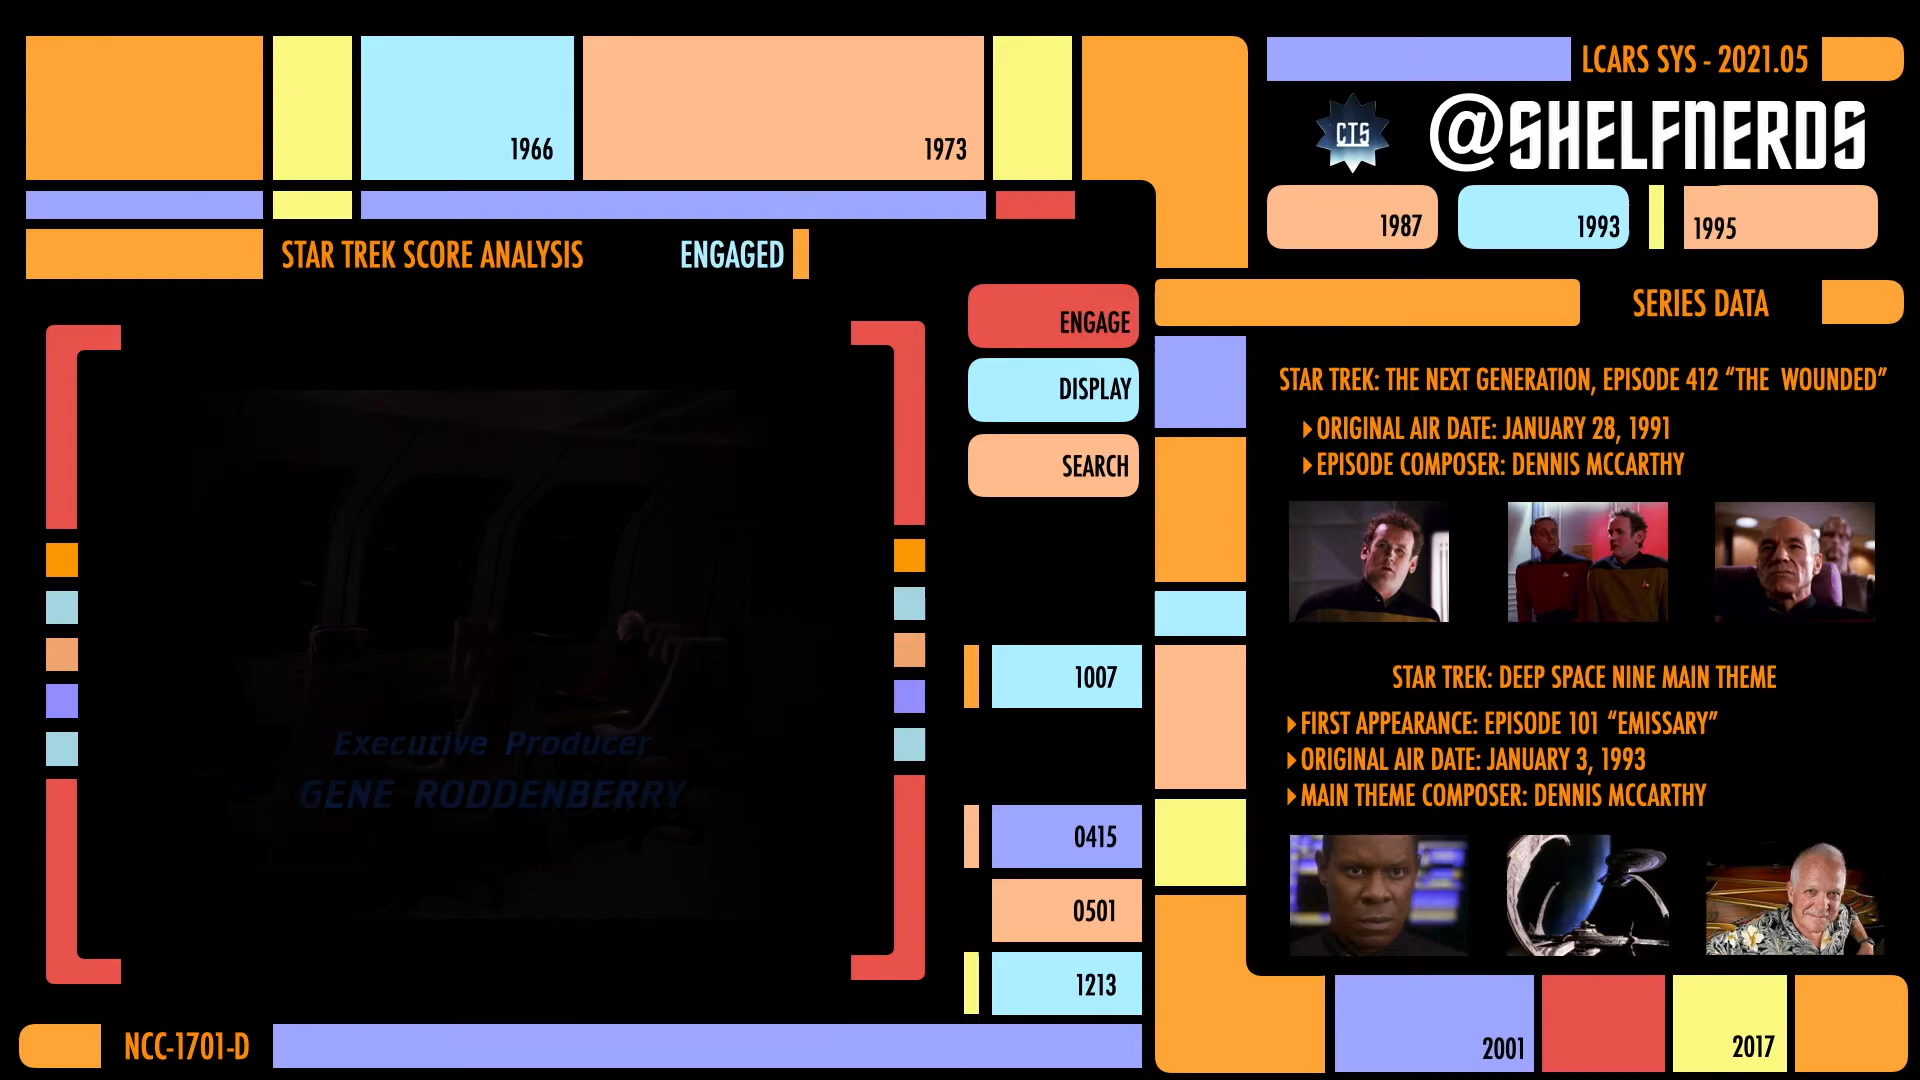 1966
1973
LCARS SYS - 2021.05
CTS
@SHELFNERDS
1987
1993
1995
STAR TREK SCORE ANALYSIS
ENGAGED
SERIES DATA
ENGAGE
DISPLAY
SEARCH
STAR TREK: THE NEXT GENERATION, EPISODE 412 “THE WOUNDED”
ORIGINAL AIR DATE: JANUARY 28, 1991
EPISODE COMPOSER: DENNIS MCCARTHY
1007
STAR TREK: DEEP SPACE NINE MAIN THEME
FIRST APPEARANCE: EPISODE 101 “EMISSARY”
ORIGINAL AIR DATE: JANUARY 3, 1993
MAIN THEME COMPOSER: DENNIS MCCARTHY
Executive Producer
GENE RODDENBERRY
0415
0501
1213
NCC-1701-D
2001
2017